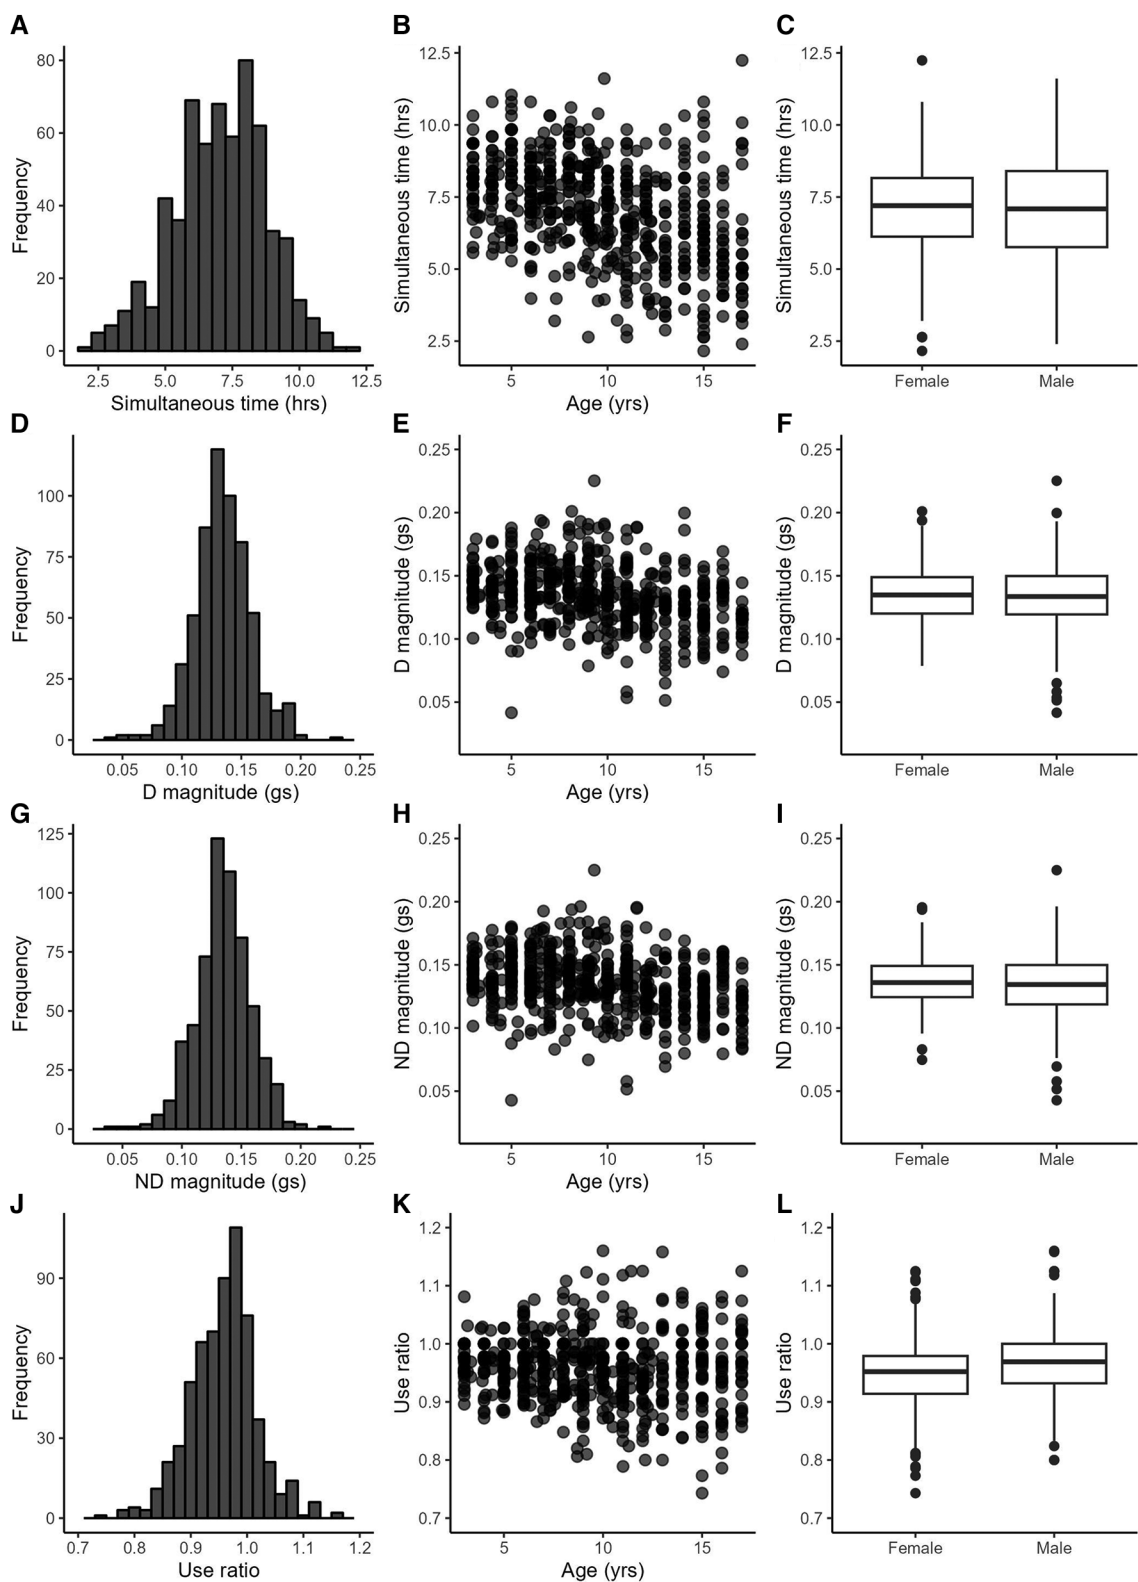 A
Frequency
80
60
40
20
0
2.5 5.0 7.5 10.0 12.5
Simultaneous time (hrs)
B
Simultaneous time (hrs)
12.5
10.0
7.5
5.0
2.5
5 10 15
Age (yrs)
C
Simultaneous time (hrs)
12.5
10.0
7.5
5.0
2.5
Female Male
D
Frequency
100
75
50
25
0
0.05 0.10 0.15 0.20 0.25
D magnitude (gs)
E
D magnitude (gs)
0.25
0.20
0.15
0.10
0.05
5 10 15
Age (yrs)
F
D magnitude (gs)
0.25
0.20
0.15
0.10
0.05
Female Male
G
Frequency
125
100
75
50
25
0
0.05 0.10 0.15 0.20 0.25
ND magnitude (gs)
H
ND magnitude (gs)
0.25
0.20
0.15
0.10
0.05
5 10 15
Age (yrs)
I
ND magnitude (gs)
0.25
0.20
0.15
0.10
0.05
Female Male
J
Frequency
90
60
30
0
0.7 0.8 0.9 1.0 1.1 1.2
Use ratio
K
Use ratio
1.2
1.1
1.0
0.9
0.8
0.7
5 10 15
Age (yrs)
L
Use ratio
1.2
1.1
1.0
0.9
0.8
0.7
Female Male